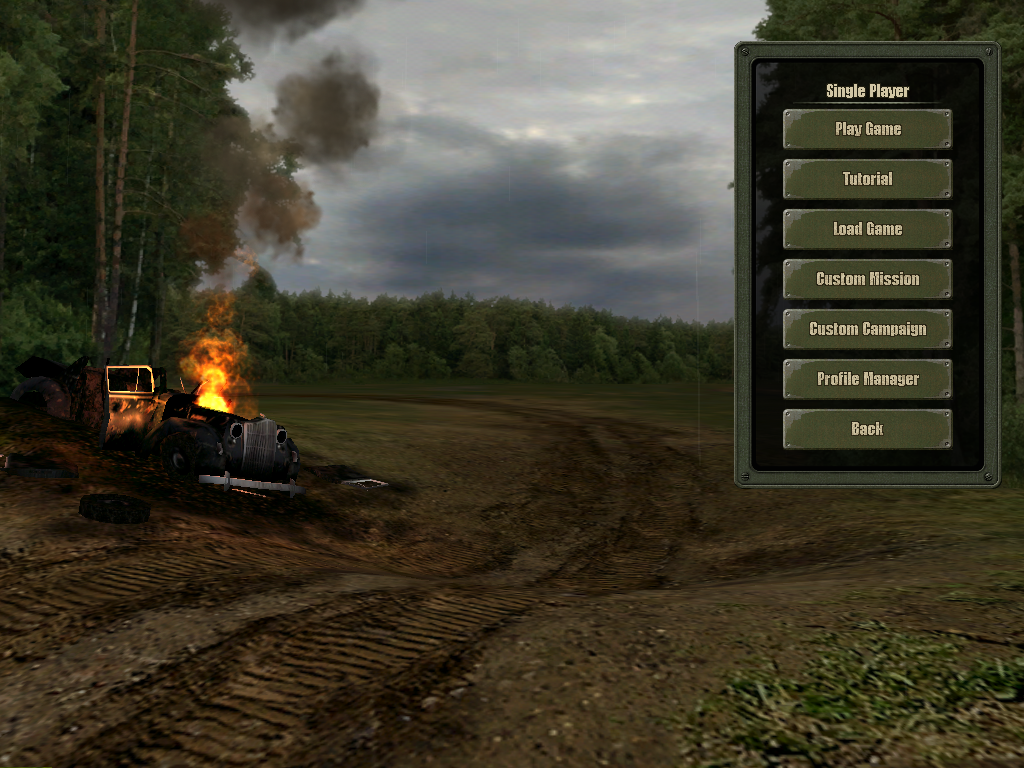 Single Player
Play Game
Tutorial
Load Game
Custom Mission
Custom Campaign
Profile Manager
Back